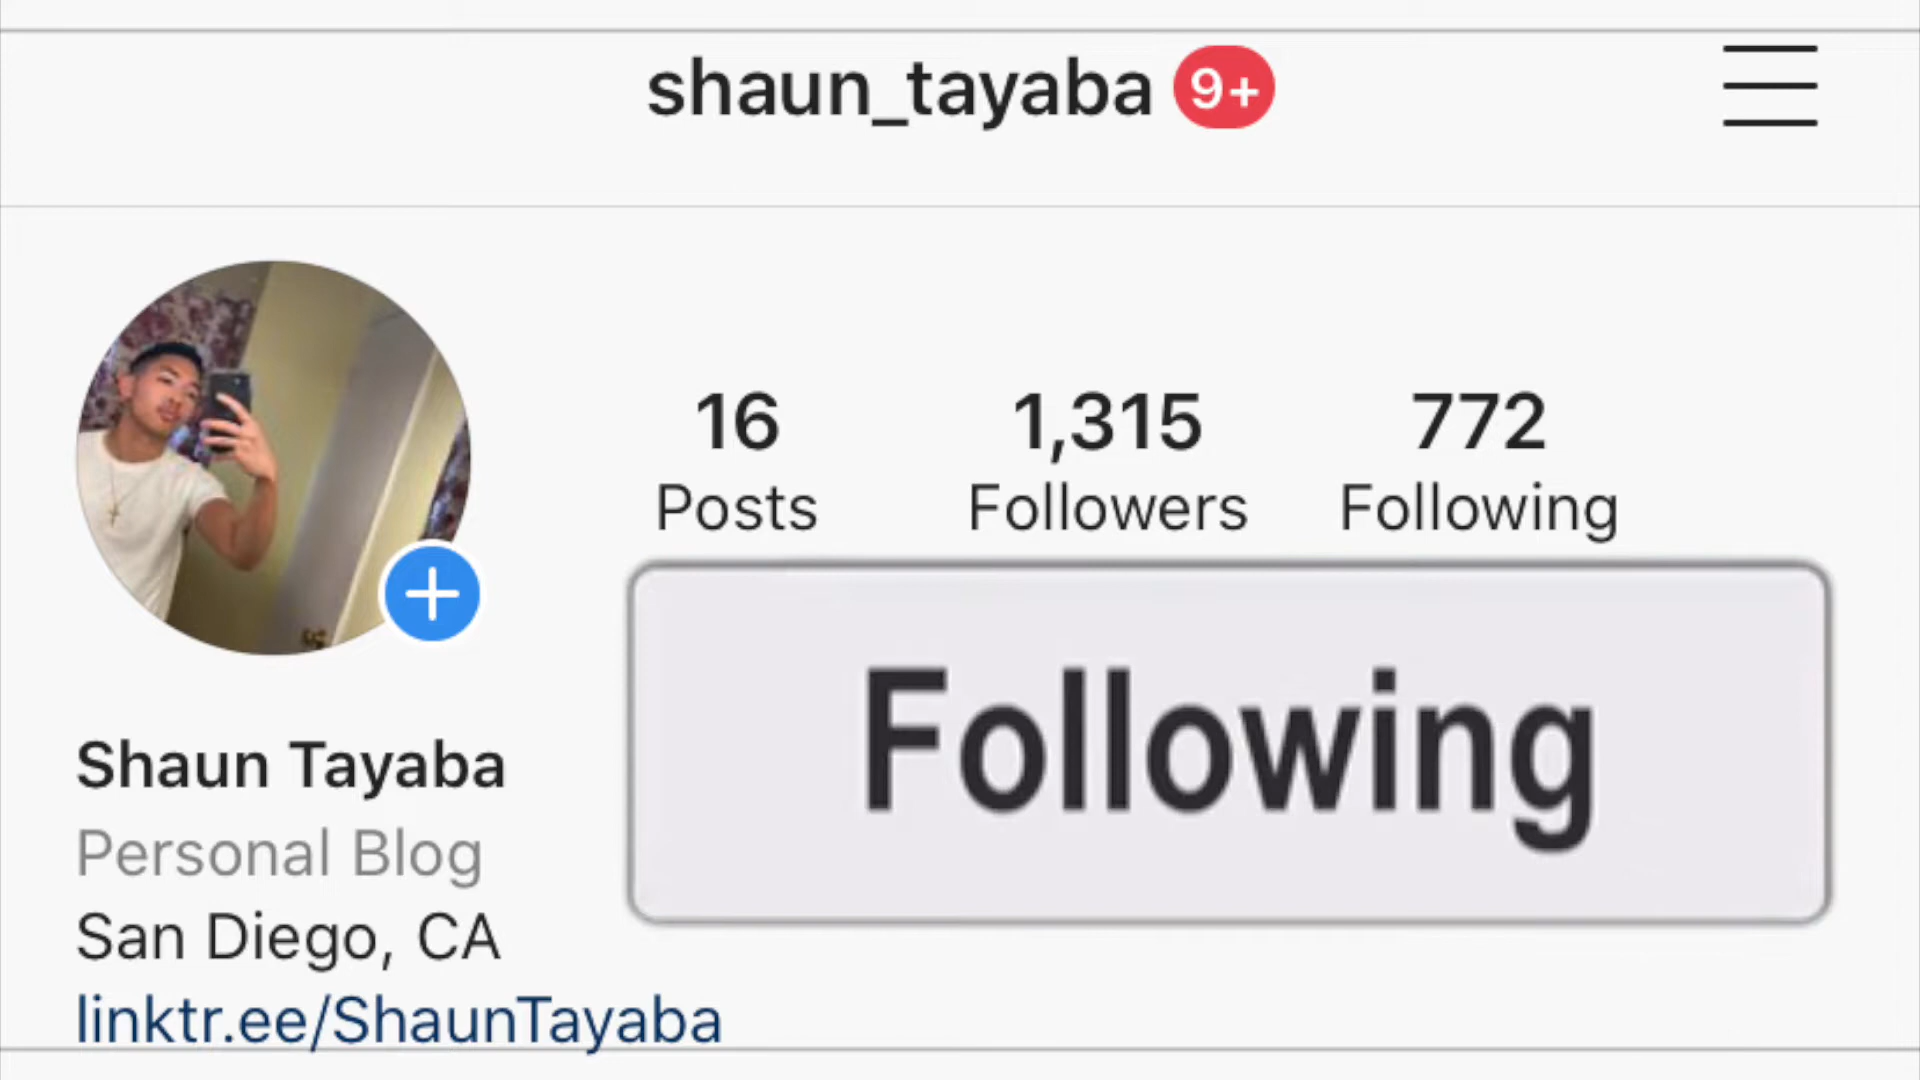 shaun_tayaba 9+
16 1,315 772
Posts Followers Following
Following
Shaun Tayaba
Personal Blog
San Diego, CA
linktr.ee/ShaunTayaba